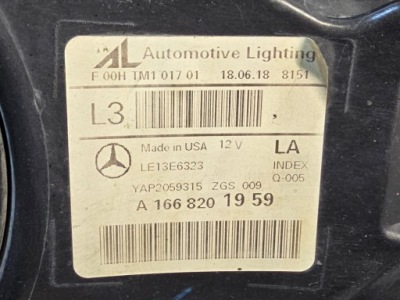 AL Automotive Lighting
F 00H TM1 017 01 18.06.18 8151
L3
Made in USA 12 V LA
LE13E6323 INDEX
Q-005
YAP2059315 ZGS 009
A 166 820 19 59